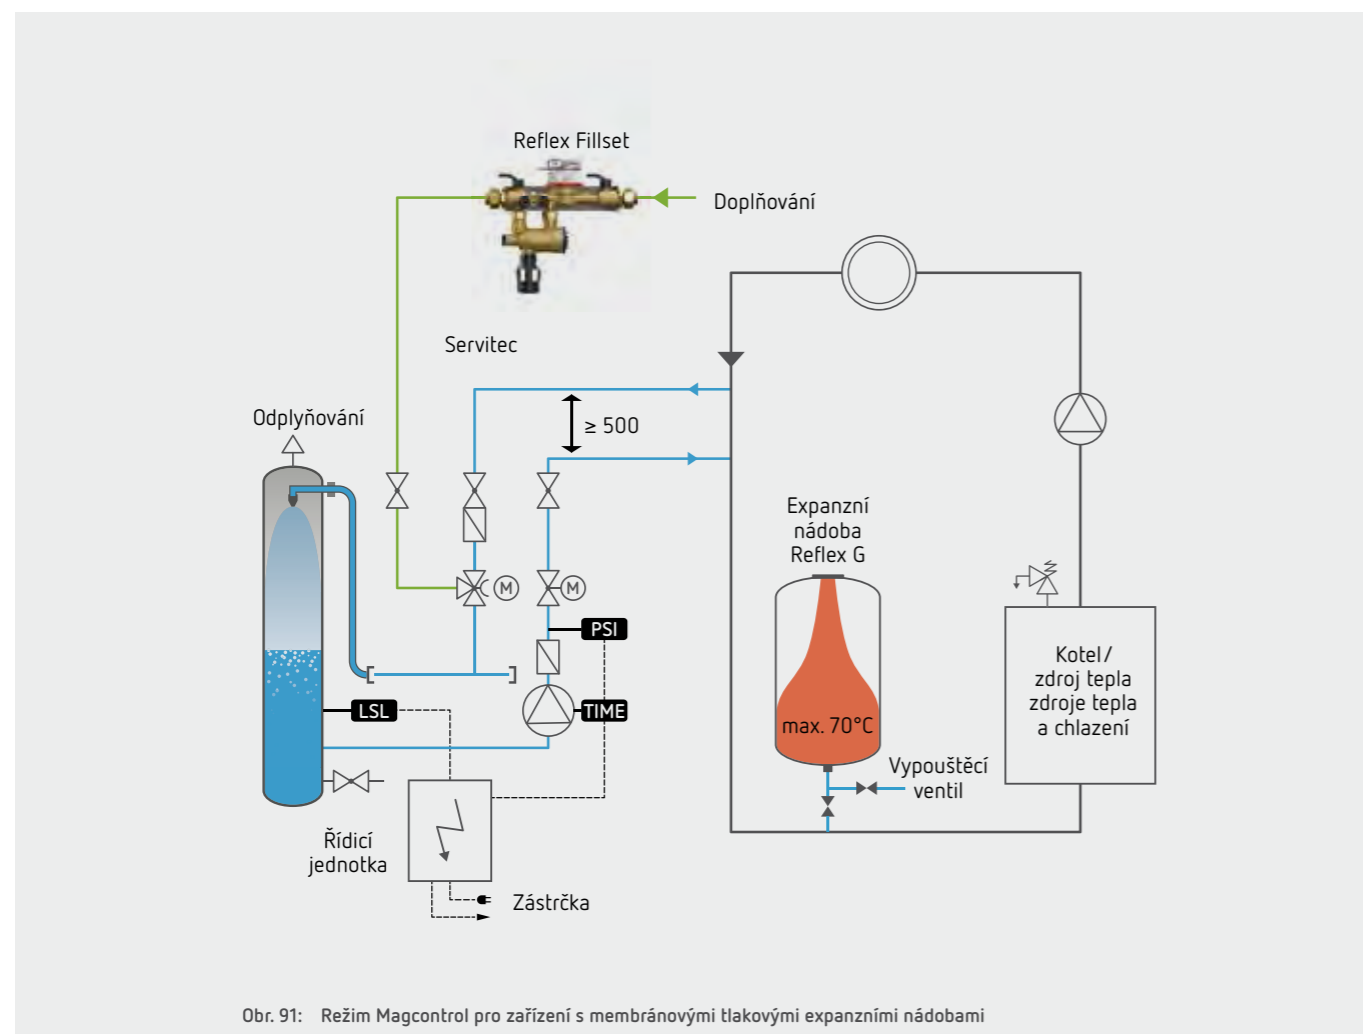 Reflex Fillset
Doplňování
Servitec
Odplyňování
≥ 500
Expanzní
nádoba
Reflex G
M
M
PSI
Kotel/
zdroj tepla
zdroje tepla
a chlazení
LSL
TIME
max. 70°C
Vypouštěcí
ventil
Řídicí
jednotka
Zástrčka
Obr. 91: Režim Magcontrol pro zařízení s membránovými tlakovými expanzními nádobami